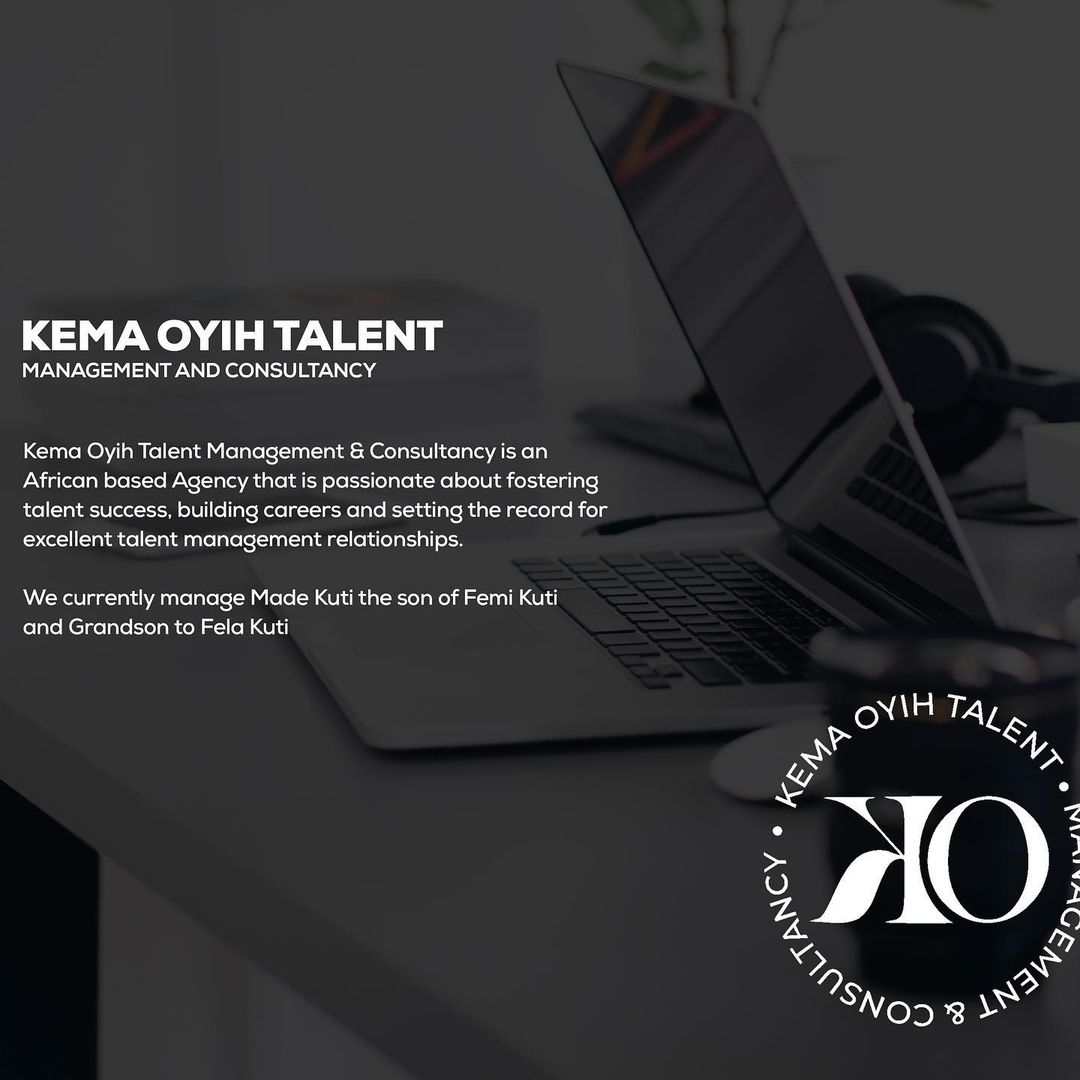 KEMA OYIH TALENT
MANAGEMENT AND CONSULTANCY
Kema Oyih Talent Management & Consultancy is an
African based Agency that is passionate about fostering
talent success, building careers and setting the record for
excellent talent management relationships.
We currently manage Made Kuti the son of Femi Kuti
and Grandson to Fela Kuti
• KEMA OYIH TALENT • MANAGEMENT & CONSULTANCY
KO